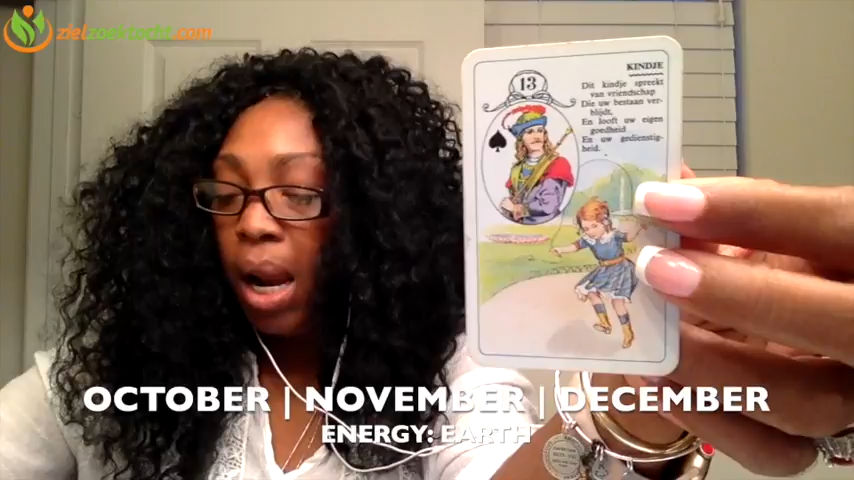 zielzoektocht.com
KINDJE
13
Dit kindje spreekt
van vriendschap
Die uw bestaan ver-
blijdt,
En looft uw eigen
goedheid
En uw gedienstig-
heid.
OCTOBER | NOVEMBER | DECEMBER
ENERGY: EARTH